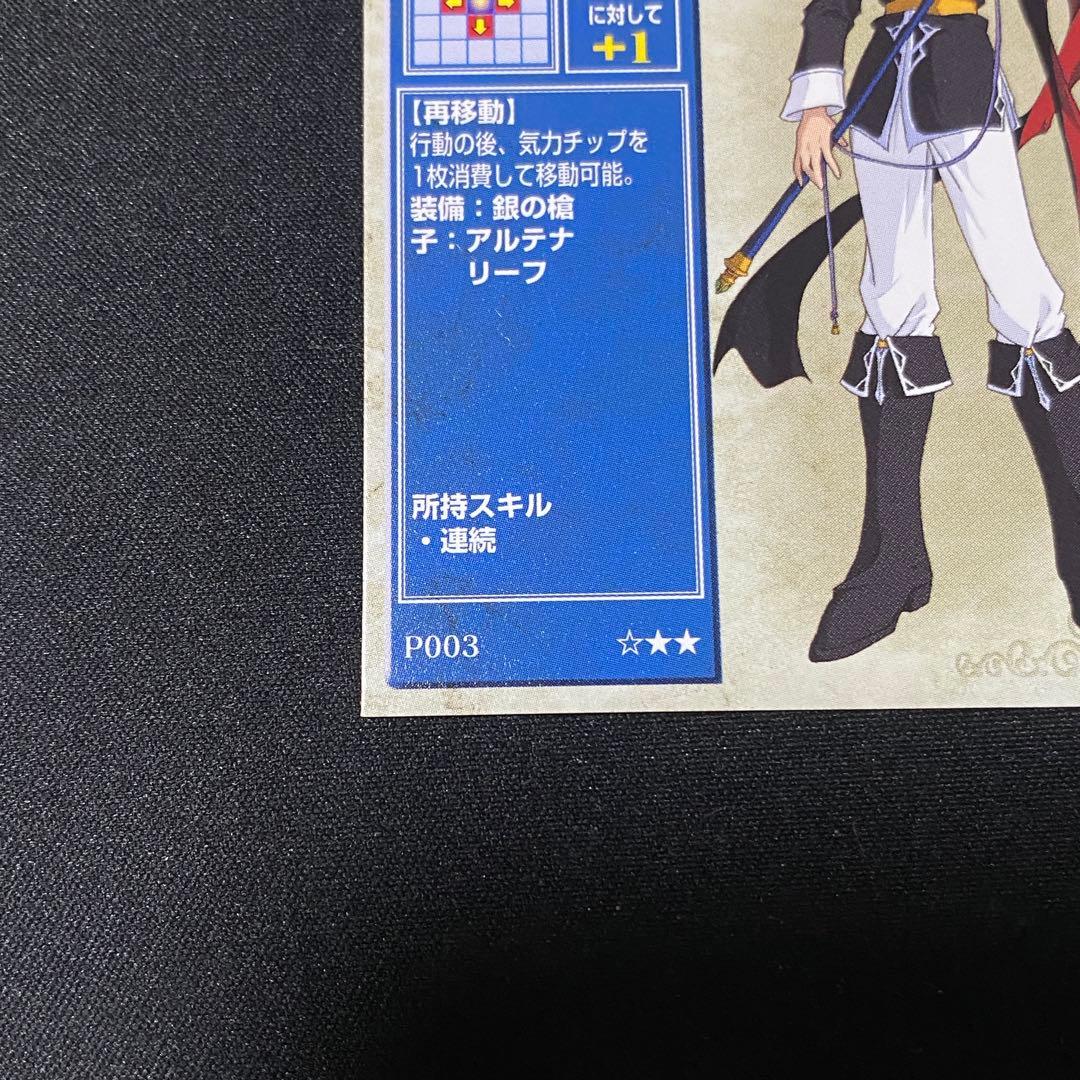 に対して
+1
【再移動】
行動の後、気力チップを
1枚消費して移動可能。
装備：銀の槍
子：アルテナ
リーフ
所持スキル
・連続
P003
☆★★